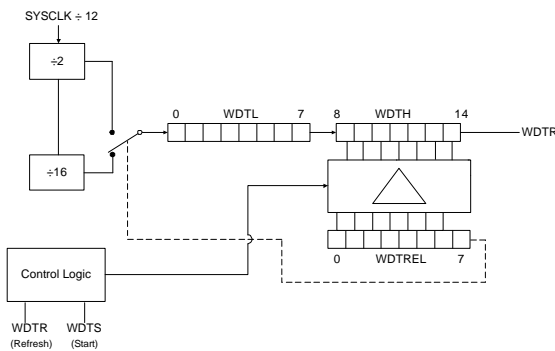 SYSCLK ÷ 12
÷2
0 WDTL 7
8 WDTH 14
WDTR
÷16
Control Logic
0 WDTREL 7
WDTR WDTS
(Refresh) (Start)